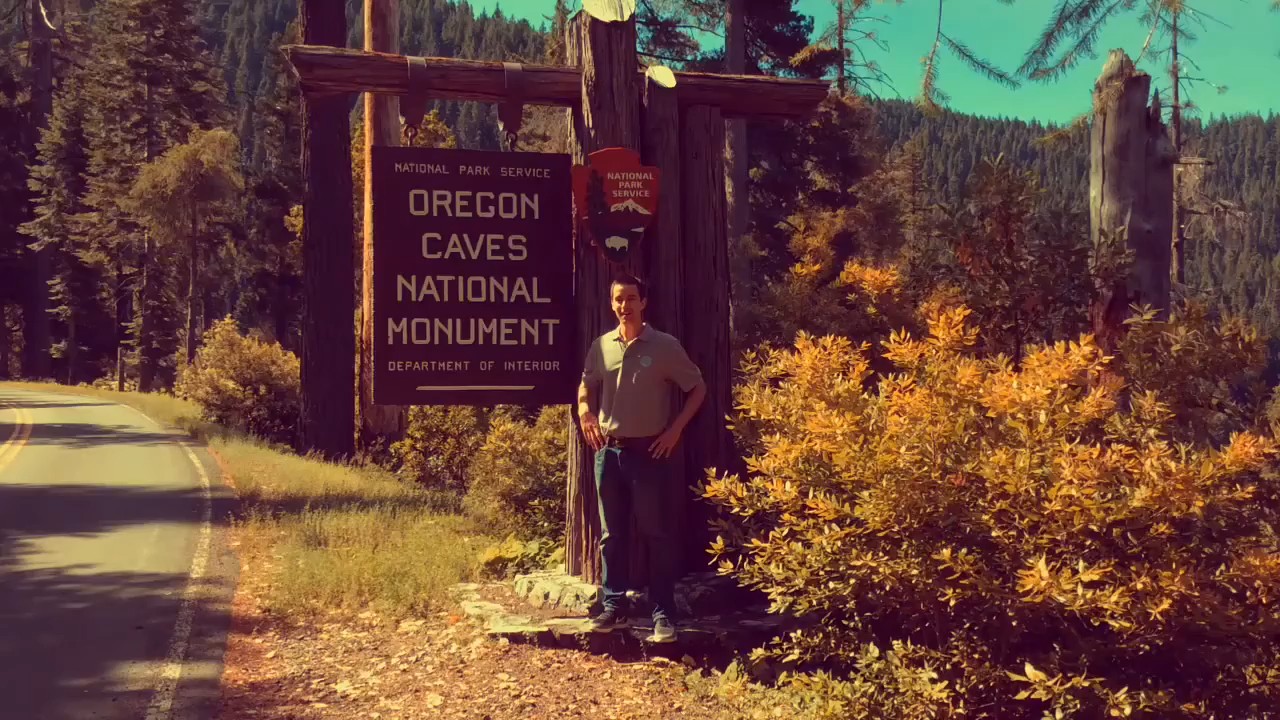 NATIONAL PARK SERVICE
OREGON
CAVES
NATIONAL
MONUMENT
DEPARTMENT OF INTERIOR
NATIONAL
PARK
SERVICE